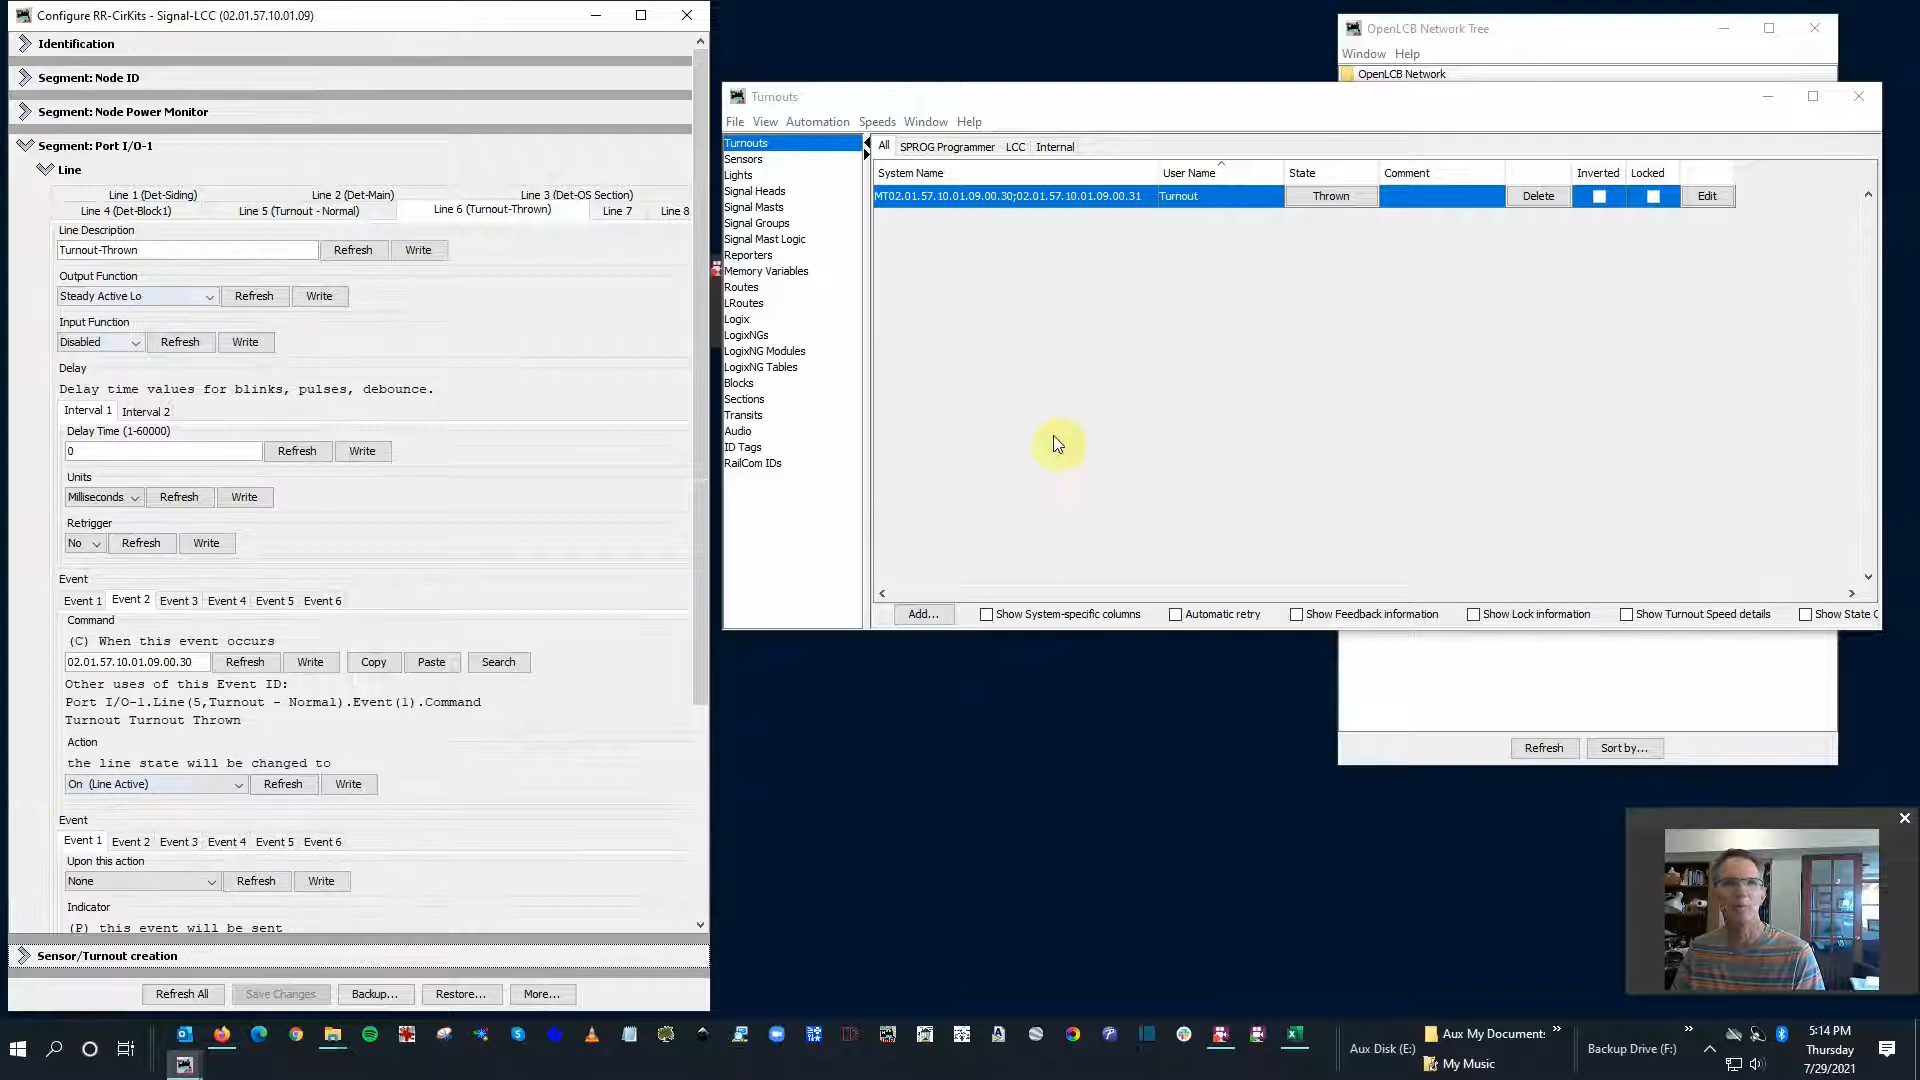 Configure RR-CirKits - Signal-LCC (02.01.57.10.01.09)
Identification
Segment: Node ID
Segment: Node Power Monitor
Segment: Port I/O-1
Line
Line 1 (Det-Siding) Line 2 (Det-Main) Line 3 (Det-OS Section)
Line 4 (Det-Block1) Line 5 (Turnout - Normal) Line 6 (Turnout-Thrown) Line 7 Line 8
Line Description
Turnout-Thrown Refresh Write
Output Function
Steady Active Lo Refresh Write
Input Function
Disabled Refresh Write
Delay
Delay time values for blinks, pulses, debounce.
Interval 1 Interval 2
Delay Time (1-60000)
0 Refresh Write
Units
Milliseconds Refresh Write
Retrigger
No Refresh Write
Event
Event 1 Event 2 Event 3 Event 4 Event 5 Event 6
Command
(C) When this event occurs
02.01.57.10.01.09.00.30 Refresh Write Copy Paste Search
Other uses of this Event ID:
Port I/O-1.Line(5,Turnout - Normal).Event(1).Command
Turnout Turnout Thrown
Action
the line state will be changed to
On (Line Active) Refresh Write
Event
Event 1 Event 2 Event 3 Event 4 Event 5 Event 6
Upon this action
None Refresh Write
Indicator
(P) this event will be sent
Sensor/Turnout creation
Refresh All Save Changes Backup... Restore... More...
OpenLCB Network Tree
Window Help
OpenLCB Network
Turnouts
File View Automation Speeds Window Help
Turnouts
Sensors
Lights
Signal Heads
Signal Masts
Signal Groups
Signal Mast Logic
Reporters
Memory Variables
Routes
LRoutes
Logix
LogixNGs
LogixNG Modules
LogixNG Tables
Blocks
Sections
Transits
Audio
ID Tags
RailCom IDs
All SPROG Programmer LCC Internal
System Name User Name State Comment Inverted Locked
MT02.01.57.10.01.09.00.30;02.01.57.10.01.09.00.31 Turnout Thrown Delete Edit
Add... Show System-specific columns Automatic retry Show Feedback information Show Lock information Show Turnout Speed details Show State
Refresh Sort by...
Aux Disk (E:)
Aux My Document
My Music
Backup Drive (F:)
5:14 PM
Thursday
7/29/2021